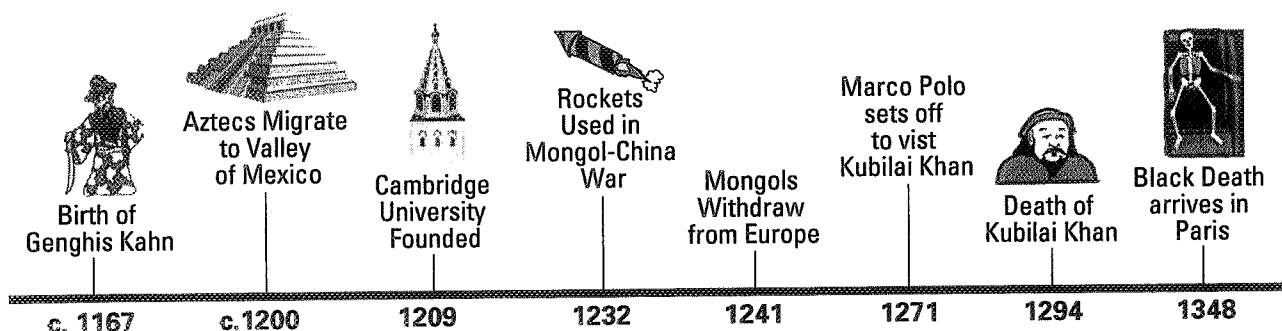 Birth of
Genghis Kahn
c. 1167
Aztecs Migrate
to Valley
of Mexico
c.1200
Cambridge
University
Founded
1209
Rockets
Used in
Mongol-China
War
1232
Mongols
Withdraw
from Europe
1241
Marco Polo
sets off
to vist
Kubilai Khan
1271
Death of
Kubilai Khan
1294
Black Death
arrives in
Paris
1348